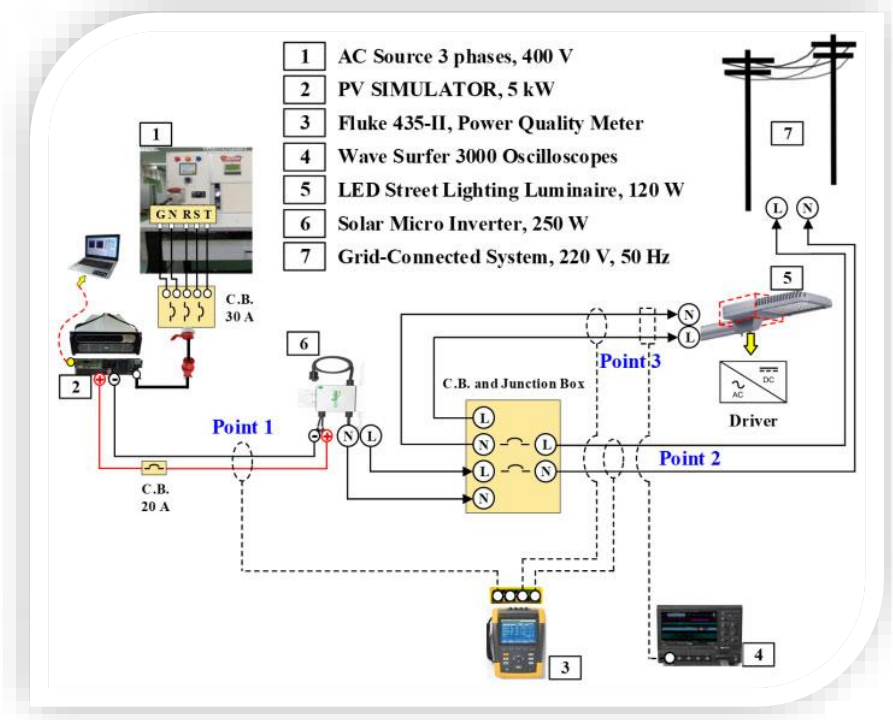 1 AC Source 3 phases, 400 V
2 PV SIMULATOR, 5 kW
3 Fluke 435-II, Power Quality Meter
4 Wave Surfer 3000 Oscilloscopes
5 LED Street Lighting Luminaire, 120 W
6 Solar Micro Inverter, 250 W
7 Grid-Connected System, 220 V, 50 Hz
1
G N R S T
C.B.
30 A
2
6
Point 1
C.B.
20 A
N L
C.B. and Junction Box
L
N L
L N
N
Point 2
Point 3
N
L
5
AC
DC
Driver
7
L N
3
4